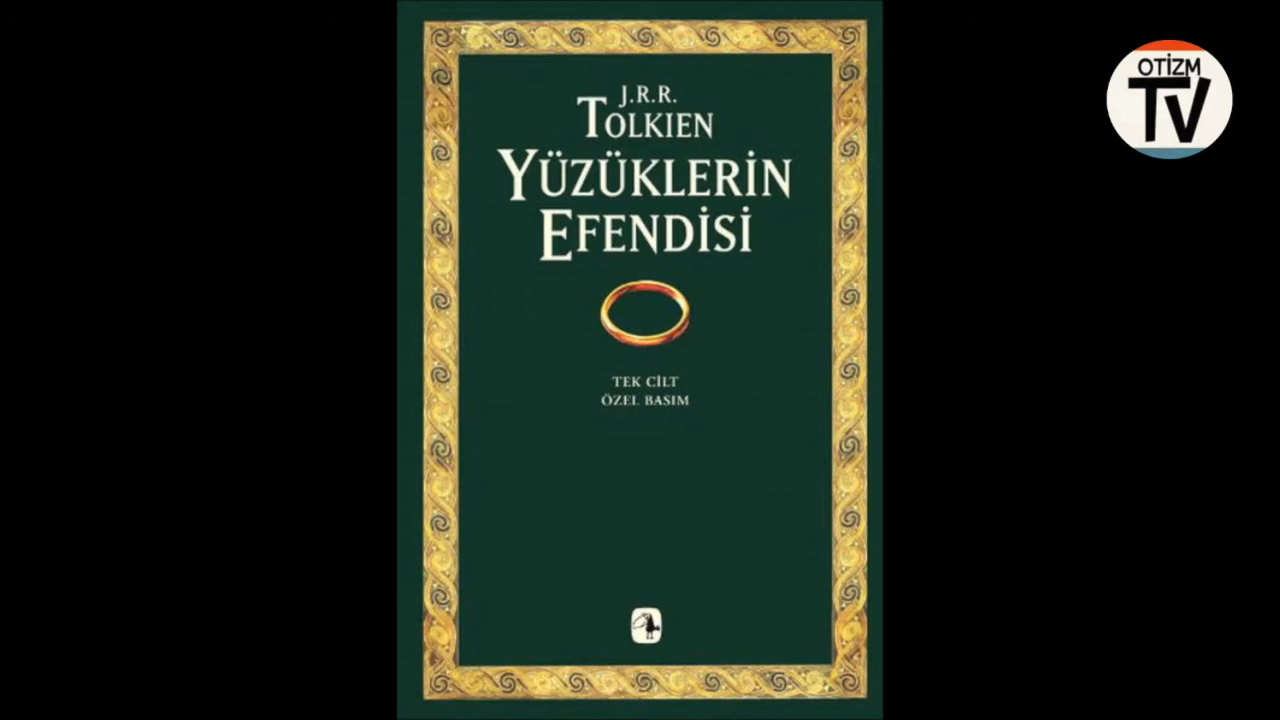 J.R.R.
TOLKIEN
YÜZÜKLERİN
EFENDİSİ
TEK CİLT
ÖZEL BASIM
OTİZM
TV